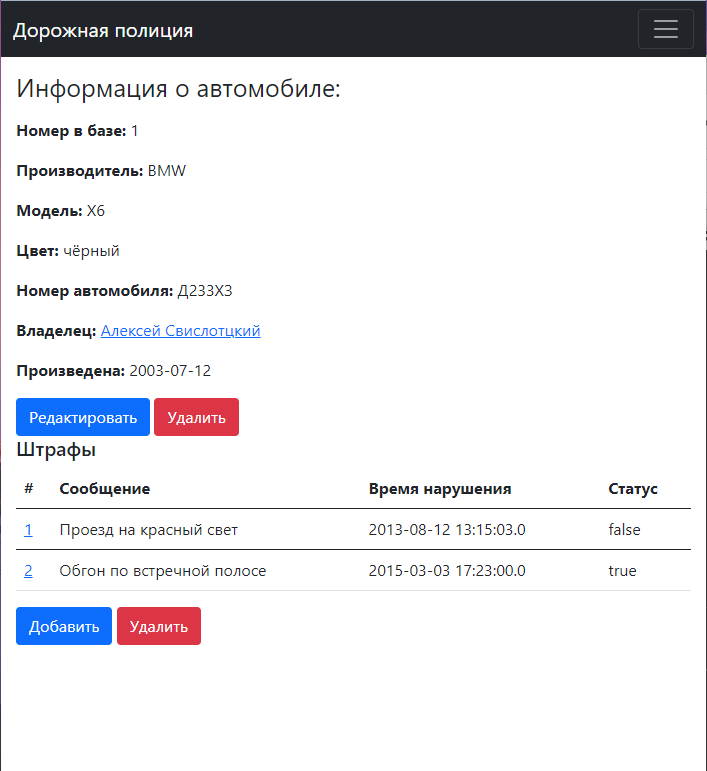 Дорожная полиция
Информация о автомобиле:
Номер в базе: 1
Производитель: BMW
Модель: X6
Цвет: чёрный
Номер автомобиля: Д233ХЗ
Владелец: Алексей Свислотцкий
Произведена: 2003-07-12
Редактировать Удалить
Штрафы
# Сообщение Время нарушения Статус
1 Проезд на красный свет 2013-08-12 13:15:03.0 false
2 Обгон по встречной полосе 2015-03-03 17:23:00.0 true
Добавить Удалить